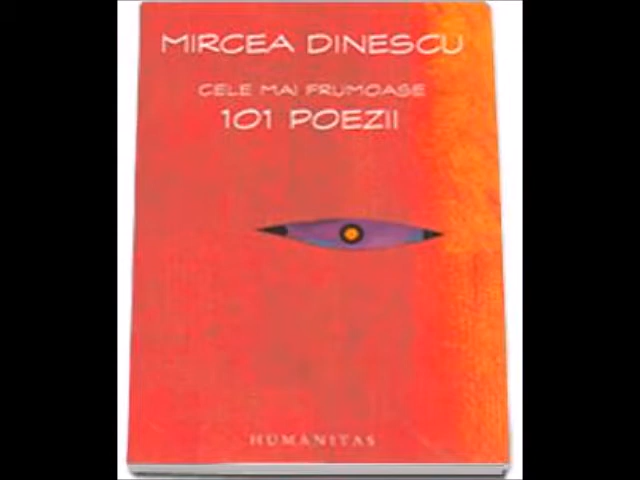 MIRCEA DINESCU
CELE MAI FRUMOASE
101 POEZII
HUMANITAS